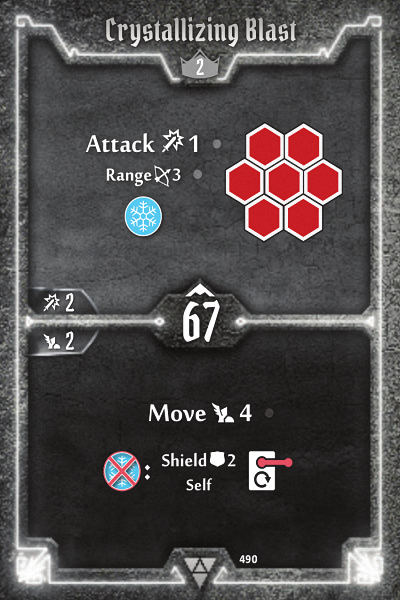 Crystallizing Blast
2
Attack 1
Range 3
2
67
2
Move 4
: Shield 2
Self
490